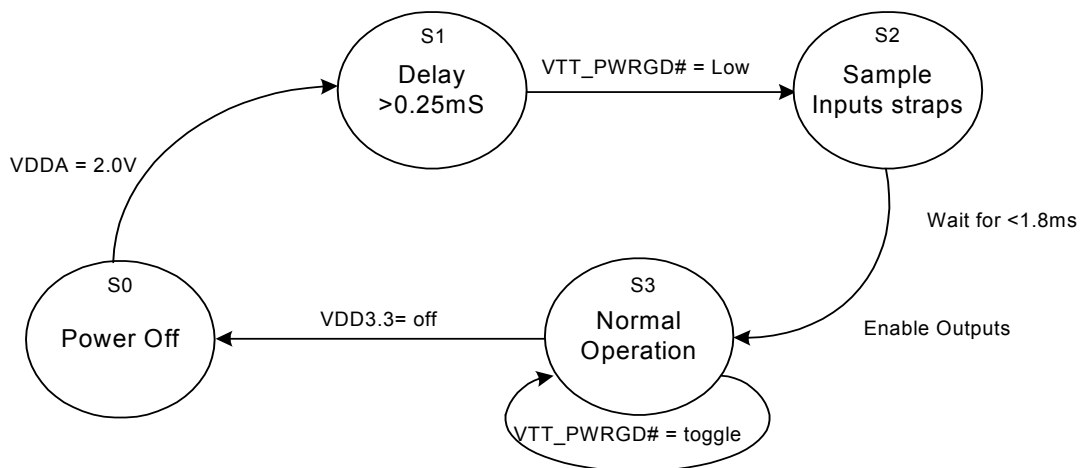 S1
Delay
>0.25mS
VTT_PWRGD# = Low
S2
Sample
Inputs straps
VDDA = 2.0V
Wait for <1.8ms
S0
Power Off
VDD3.3= off
S3
Normal
Operation
Enable Outputs
VTT_PWRGD# = toggle